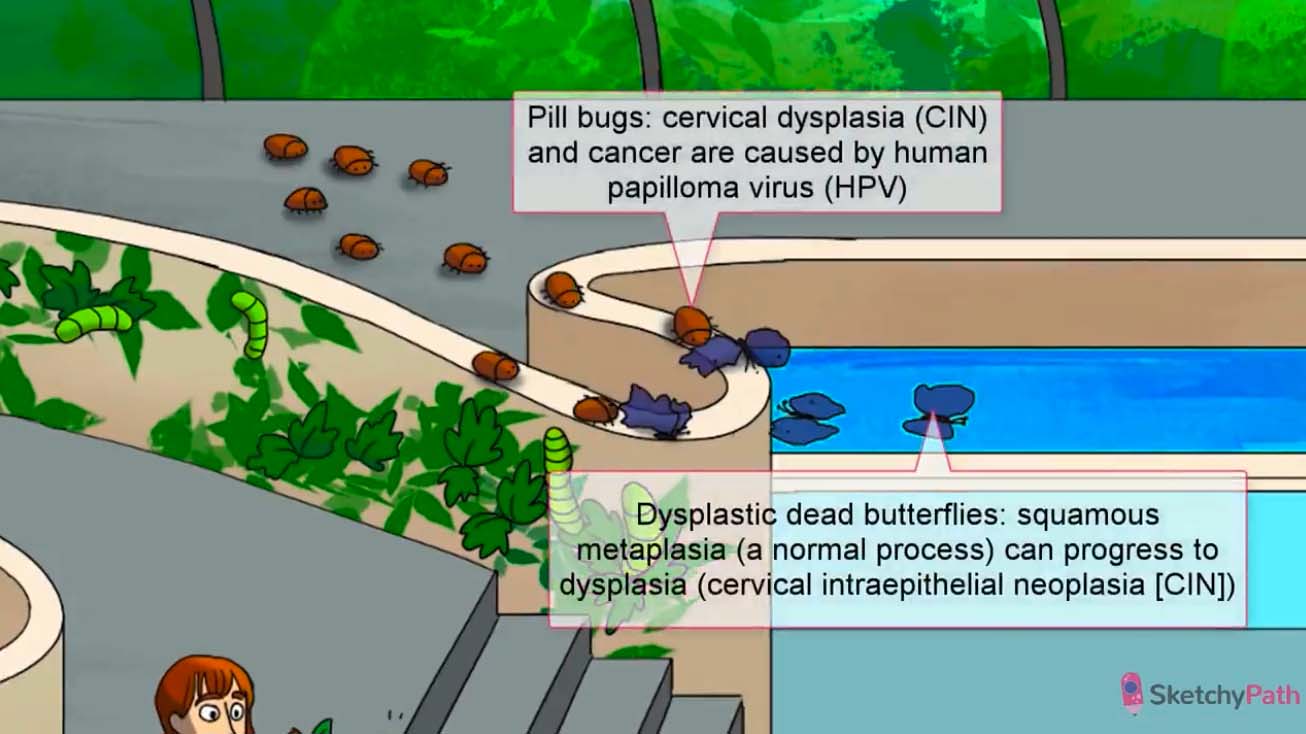 Pill bugs: cervical dysplasia (CIN)
and cancer are caused by human
papilloma virus (HPV)
Dysplastic dead butterflies: squamous
metaplasia (a normal process) can progress to
dysplasia (cervical intraepithelial neoplasia [CIN])
SketchyPath